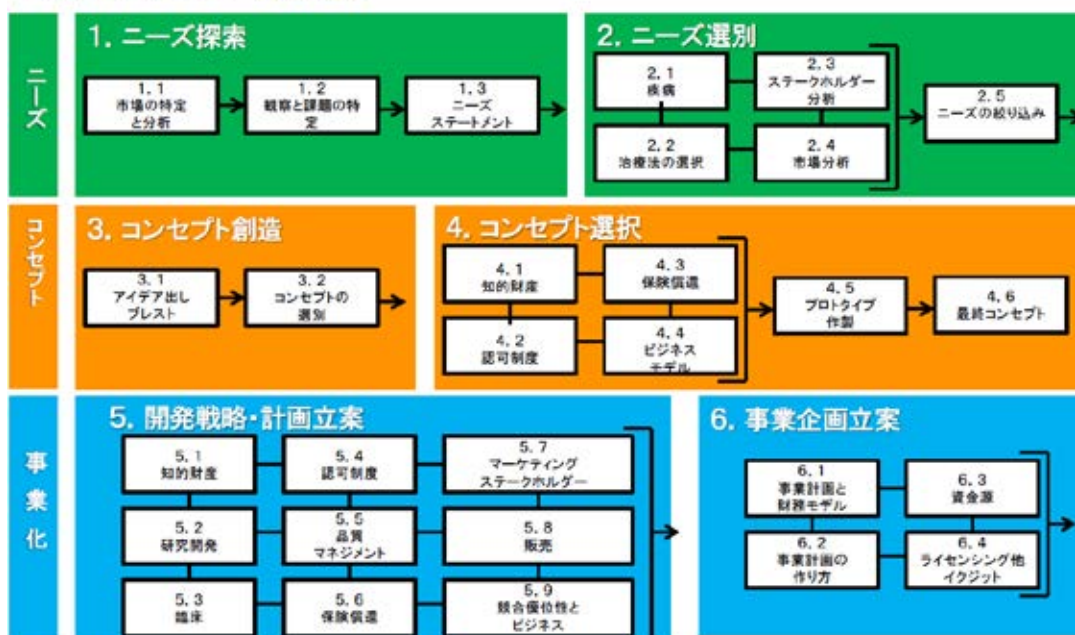 ニーズ
1. ニーズ探索
1. 1
市場の特定
と分析
1. 2
観察と課題の特
定
1. 3
ニーズ
ステートメント
2. ニーズ選別
2. 1
疾病
2. 3
ステークホルダー
分析
2. 2
治療法の選択
2. 4
市場分析
2. 5
ニーズの絞り込み
コンセプト
3. コンセプト創造
3. 1
アイデア出し
ブレスト
3. 2
コンセプトの
選別
4. コンセプト選択
4. 1
知的財産
4. 3
保険償還
4. 2
認可制度
4. 4
ビジネス
モデル
4. 5
プロトタイプ
作製
4. 6
最終コンセプト
事業化
5. 開発戦略・計画立案
5. 1
知的財産
5. 4
認可制度
5. 7
マーケティング
ステークホルダー
5. 2
研究開発
5. 5
品質
マネジメント
5. 8
販売
5. 3
臨床
5. 6
保険償還
5. 9
競合優位性と
ビジネス
6. 事業企画立案
6. 1
事業計画と
財務モデル
6. 3
資金源
6. 2
事業計画の
作り方
6. 4
ライセンシング他
イクジット